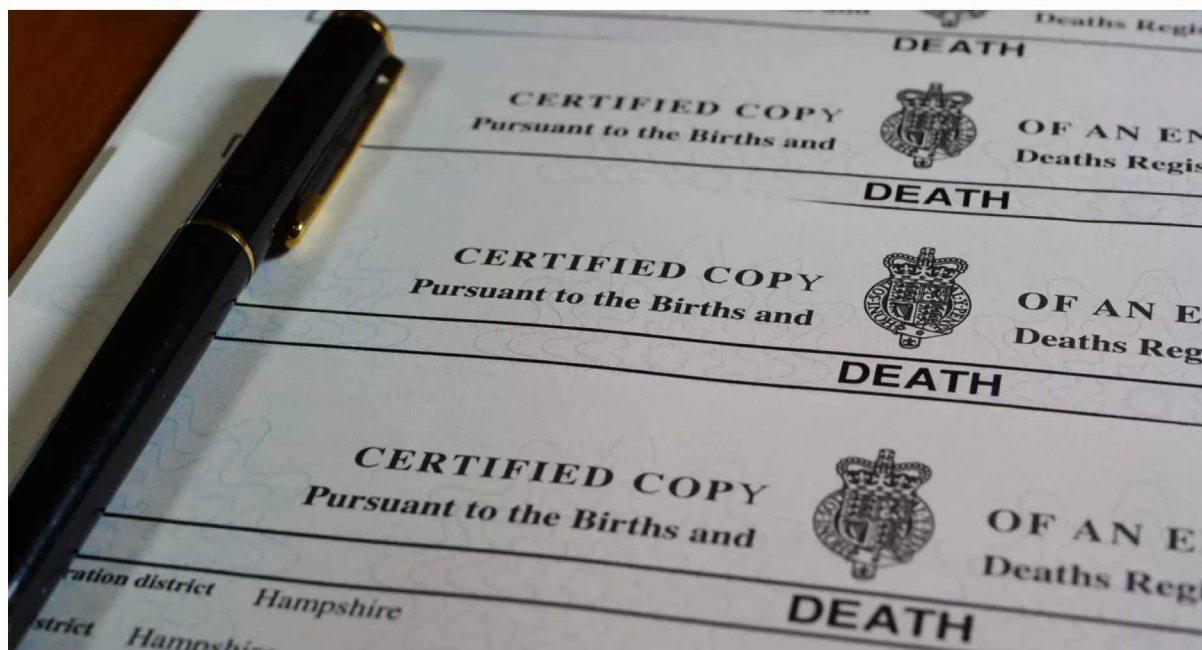 Deaths Regis
DEATH
CERTIFIED COPY OF AN EN
Pursuant to the Births and Deaths Regis
DEATH
CERTIFIED COPY OF AN E
Pursuant to the Births and Deaths Reg
DEATH
CERTIFIED COPY OF AN E
Pursuant to the Births and Deaths Regi
DEATH
ration district Hampshire
strict Hampshire